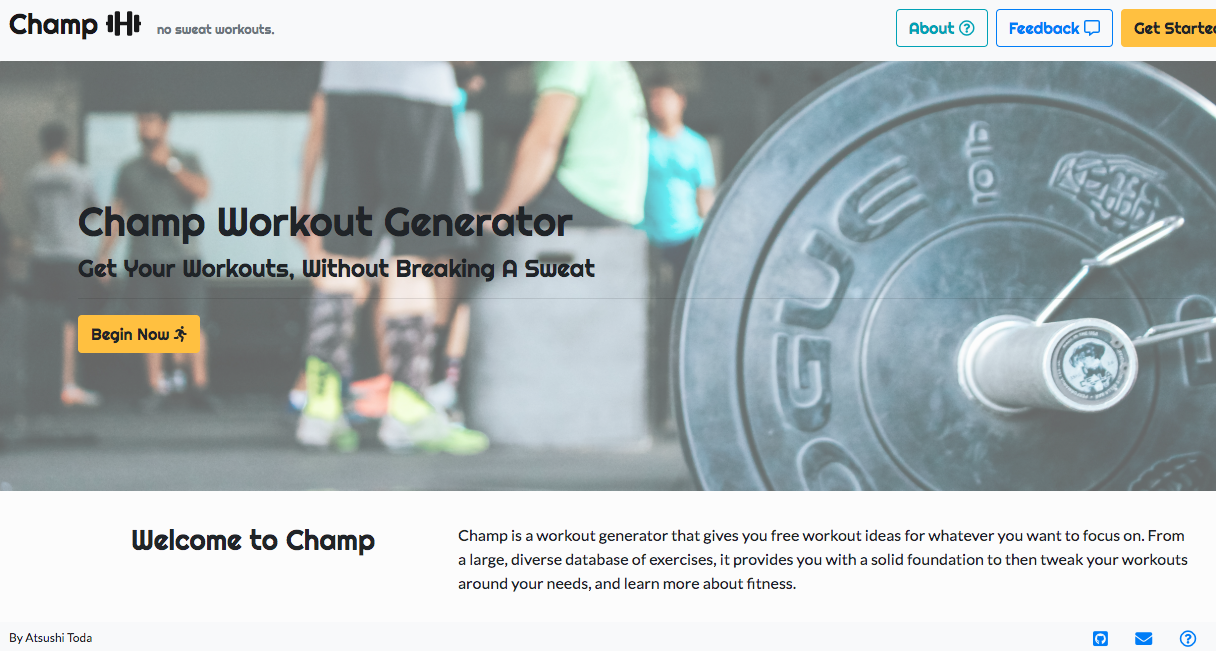 Champ
no sweat workouts.
About
Feedback
Get Started
Champ Workout Generator
Get Your Workouts, Without Breaking A Sweat
Begin Now
Welcome to Champ
Champ is a workout generator that gives you free workout ideas for whatever you want to focus on. From
a large, diverse database of exercises, it provides you with a solid foundation to then tweak your workouts
around your needs, and learn more about fitness.
By Atsushi Toda